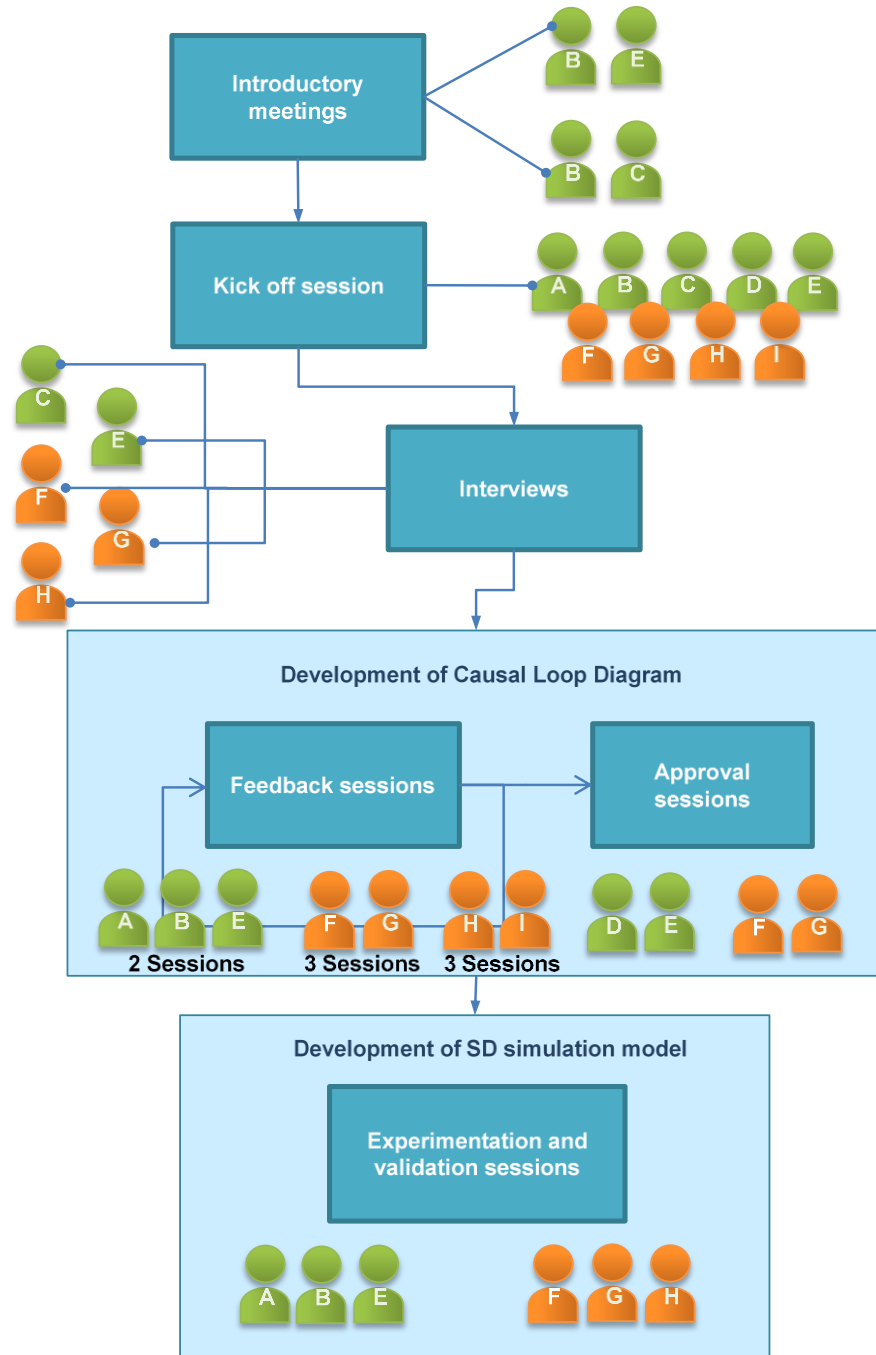 B E
Introductory
meetings
B C
Kick off session
A B C D E
F G H I
C
E
F
G
H
Interviews
Development of Causal Loop Diagram
Feedback sessions
Approval
sessions
A B E F G H I D E F G
2 Sessions 3 Sessions 3 Sessions
Development of SD simulation model
Experimentation and
validation sessions
A B E F G H